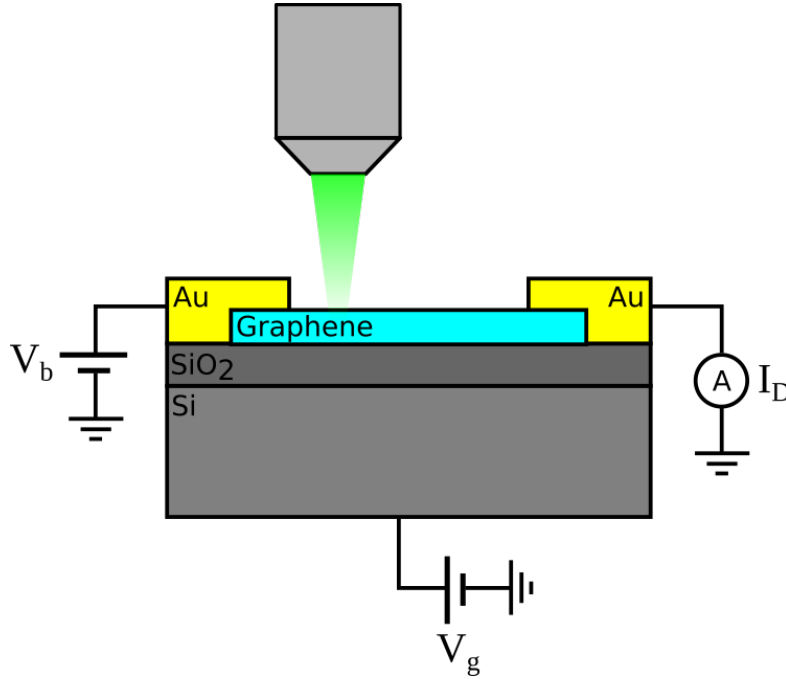 Au
Au
Graphene
V_b
SiO₂
A
I_D
Si
V_g